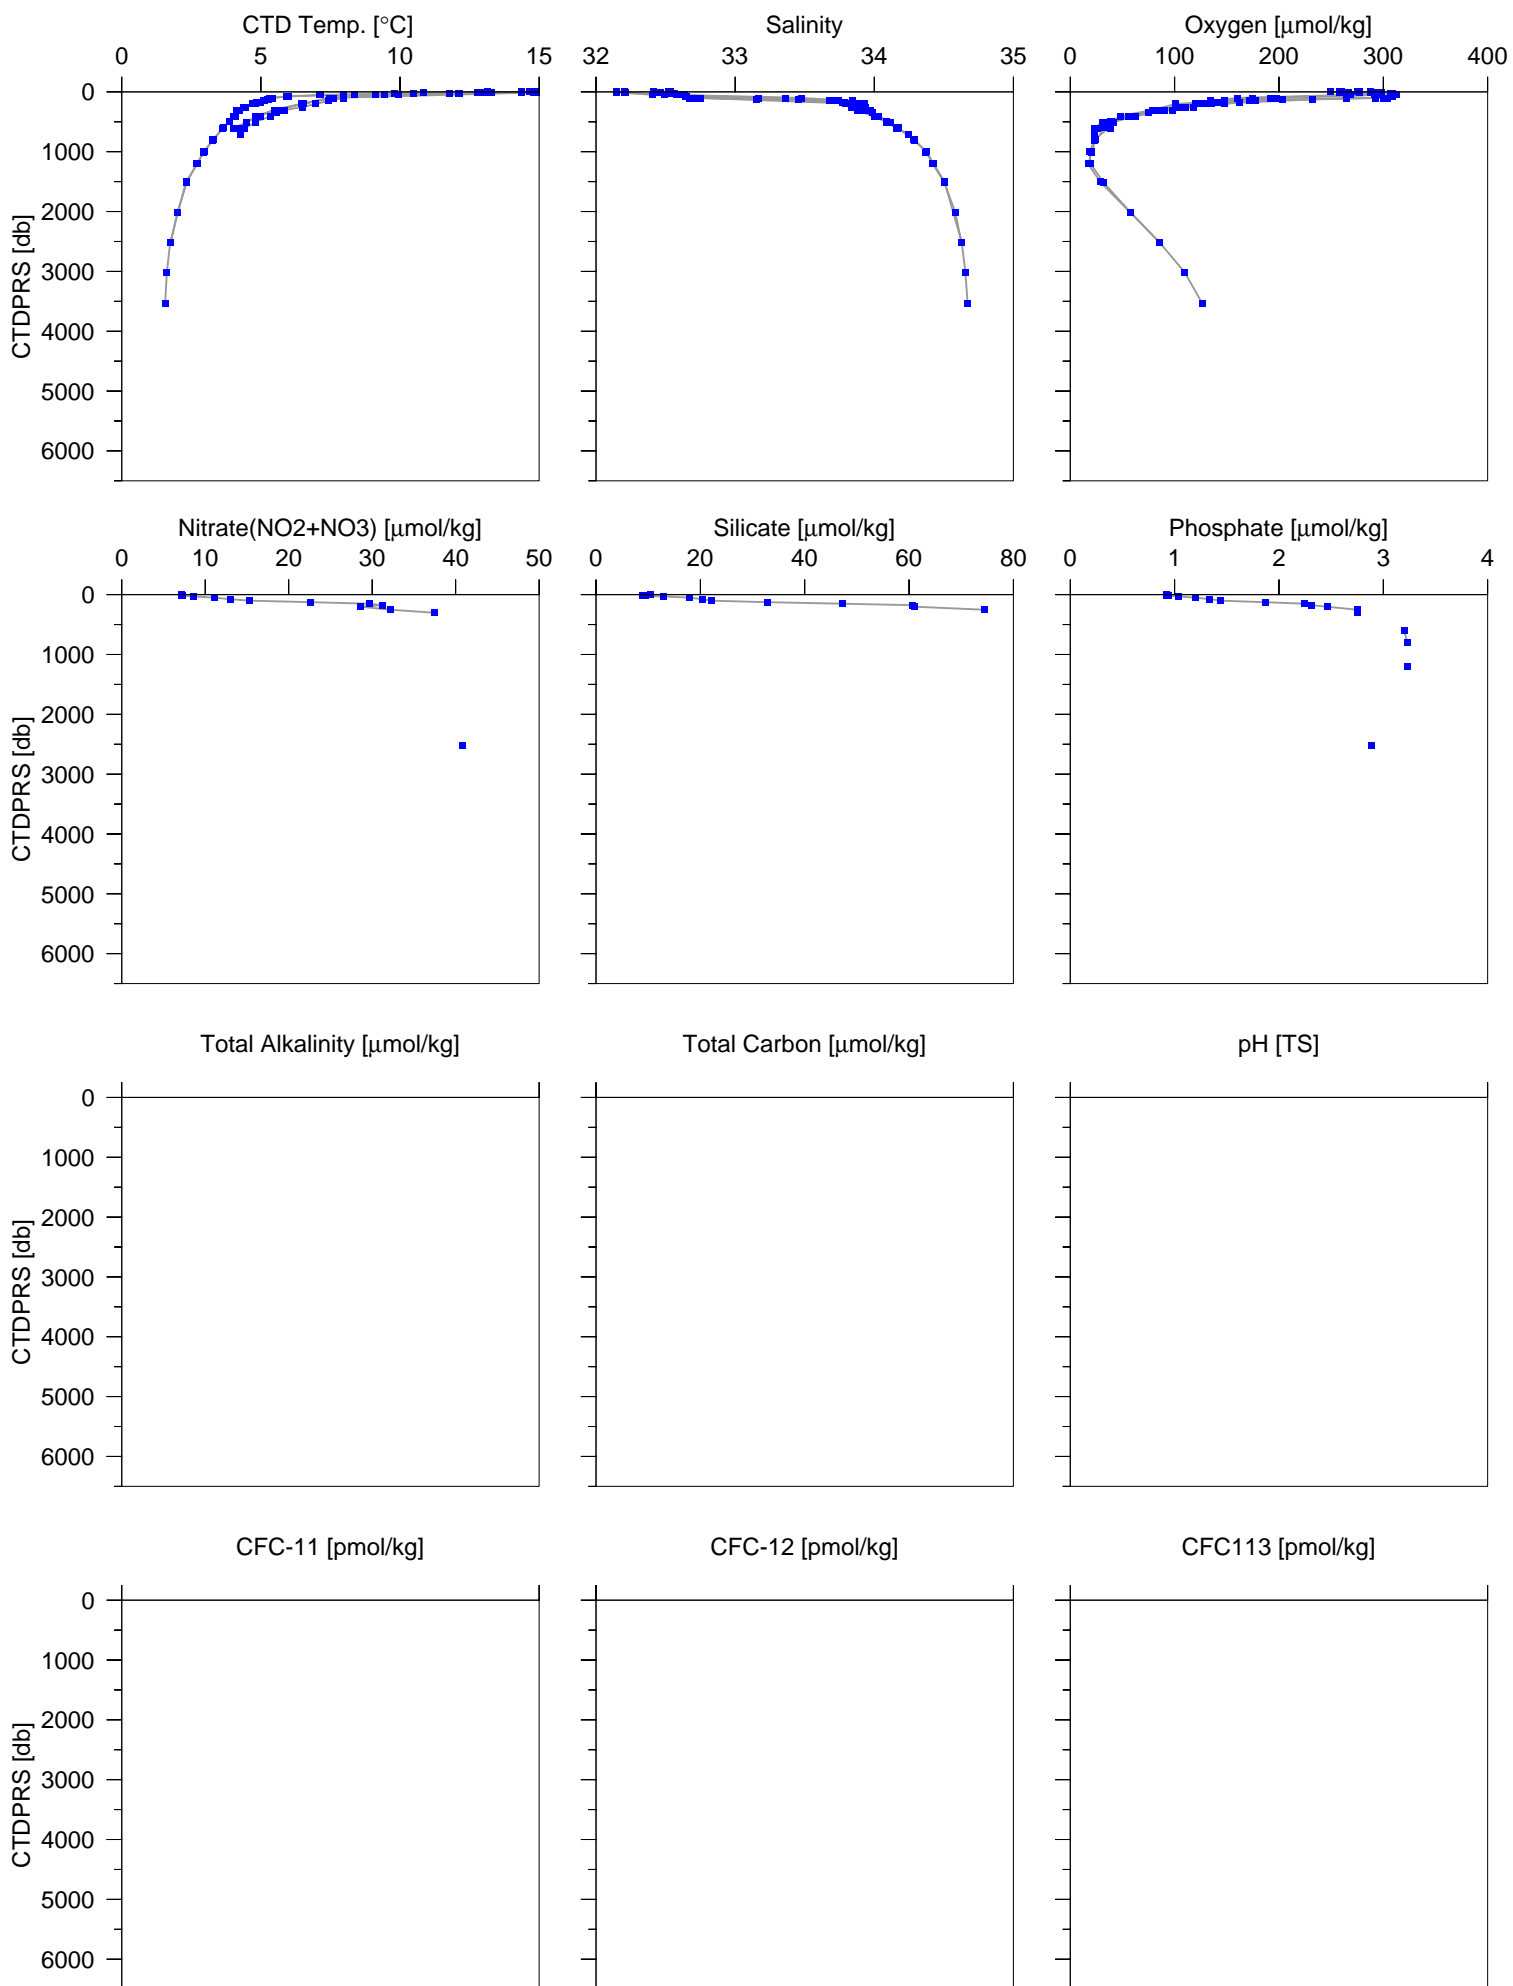 CTD Temp. [°C] Salinity Oxygen [μmol/kg]
0 5 10 15 32 33 34 35 0 100 200 300 400
0
1000
2000
3000
4000
5000
6000
CTDPRS [db]
Nitrate(NO2+NO3) [μmol/kg] Silicate [μmol/kg] Phosphate [μmol/kg]
0 10 20 30 40 50 0 20 40 60 80 0 1 2 3 4
0
1000
2000
3000
4000
5000
6000
CTDPRS [db]
Total Alkalinity [μmol/kg] Total Carbon [μmol/kg] pH [TS]
0
1000
2000
3000
4000
5000
6000
CTDPRS [db]
CFC-11 [pmol/kg] CFC-12 [pmol/kg] CFC113 [pmol/kg]
0
1000
2000
3000
4000
5000
6000
CTDPRS [db]